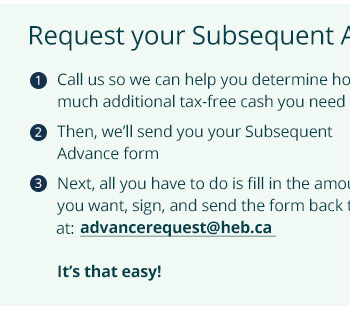 Request your Subsequent A
1 Call us so we can help you determine ho
much additional tax-free cash you need
2 Then, we’ll send you your Subsequent
Advance form
3 Next, all you have to do is fill in the amou
you want, sign, and send the form back t
at: advancerequest@heb.ca
It’s that easy!